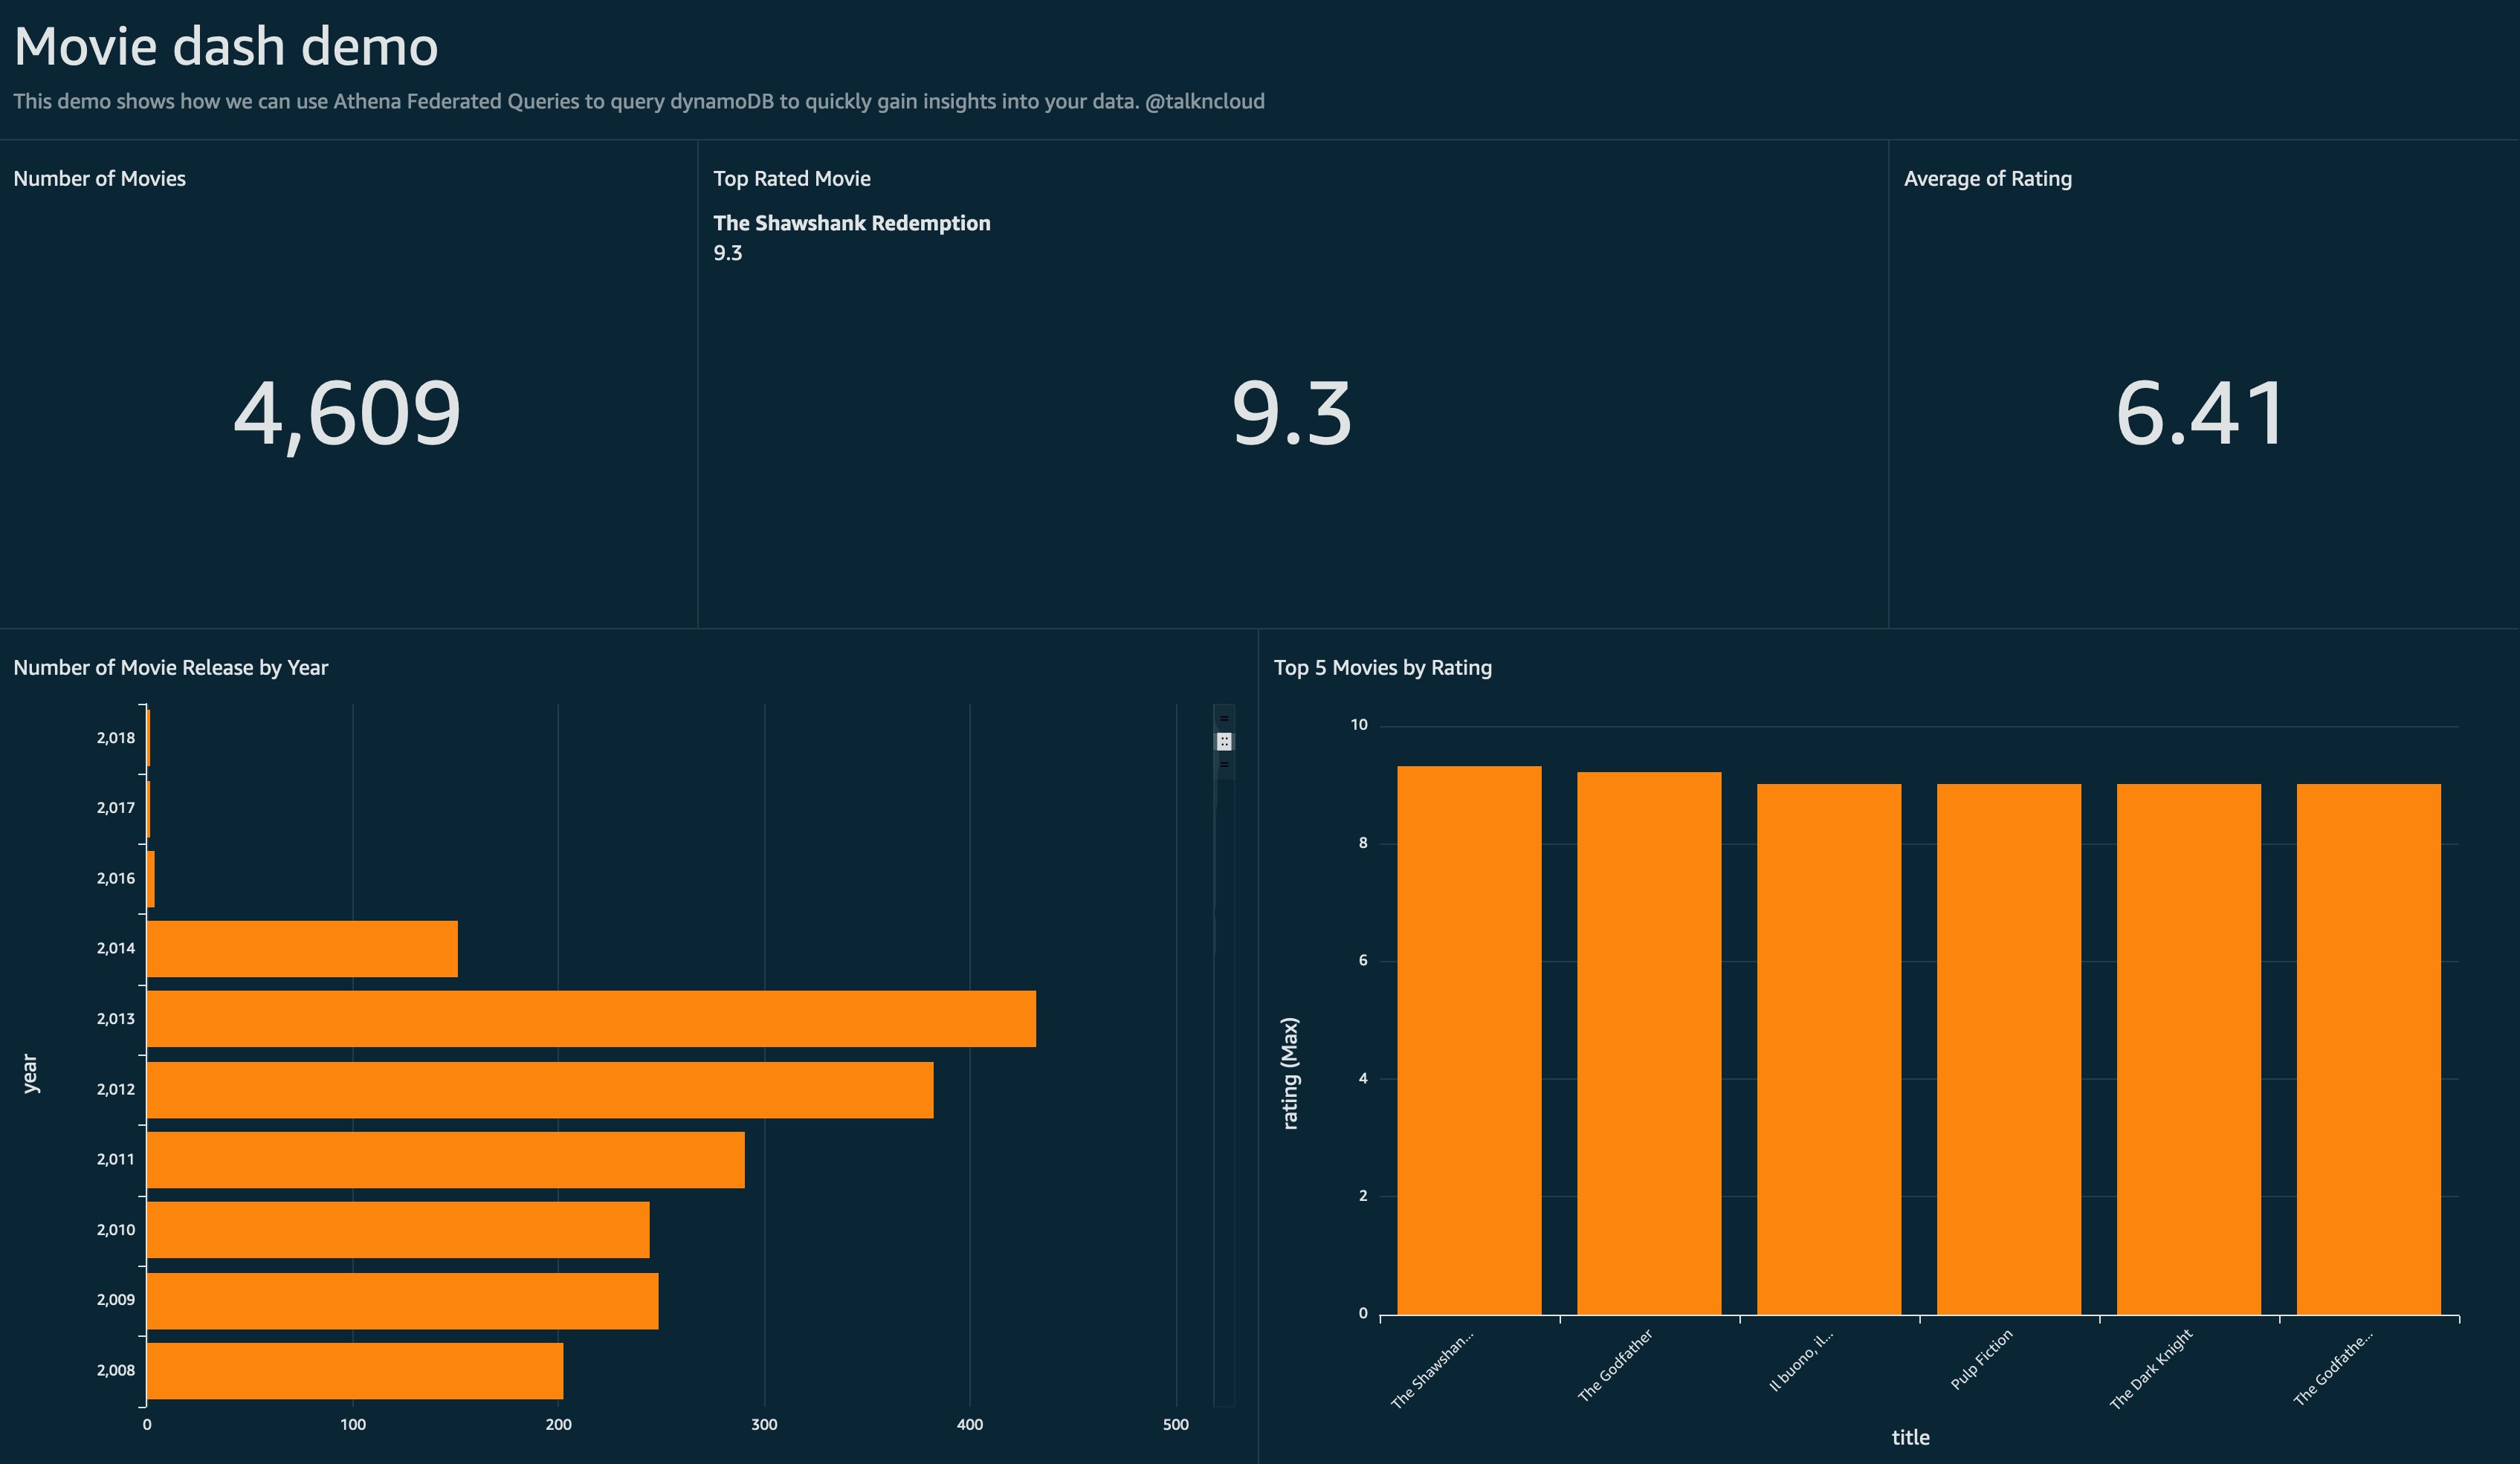 Movie dash demo
This demo shows how we can use Athena Federated Queries to query dynamoDB to quickly gain insights into your data. @talkncloud
Number of Movies
4,609
Top Rated Movie
The Shawshank Redemption
9.3
9.3
Average of Rating
6.41
Number of Movie Release by Year
year
2,018
2,017
2,016
2,014
2,013
2,012
2,011
2,010
2,009
2,008
0 100 200 300 400 500
Top 5 Movies by Rating
rating (Max)
10
8
6
4
2
0
The Shawshan...
The Godfather
Il buono, il...
Pulp Fiction
The Dark Knight
The Godfathe...
title